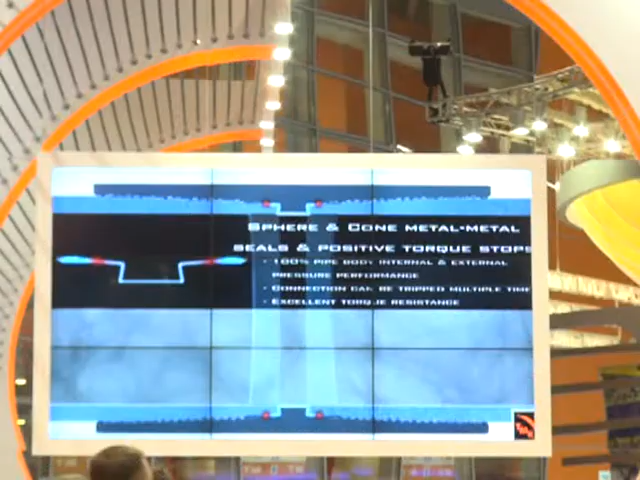 SPHERE & CONE METAL-METAL
SEALS & POSITIVE TORQUE STOPS
- 100% PIPE BODY INTERNAL & EXTERNAL
PRESSURE PERFORMANCE
- CONNECTION CAN BE TRIPPED MULTIPLE TIME
- EXCELLENT TORQUE RESISTANCE